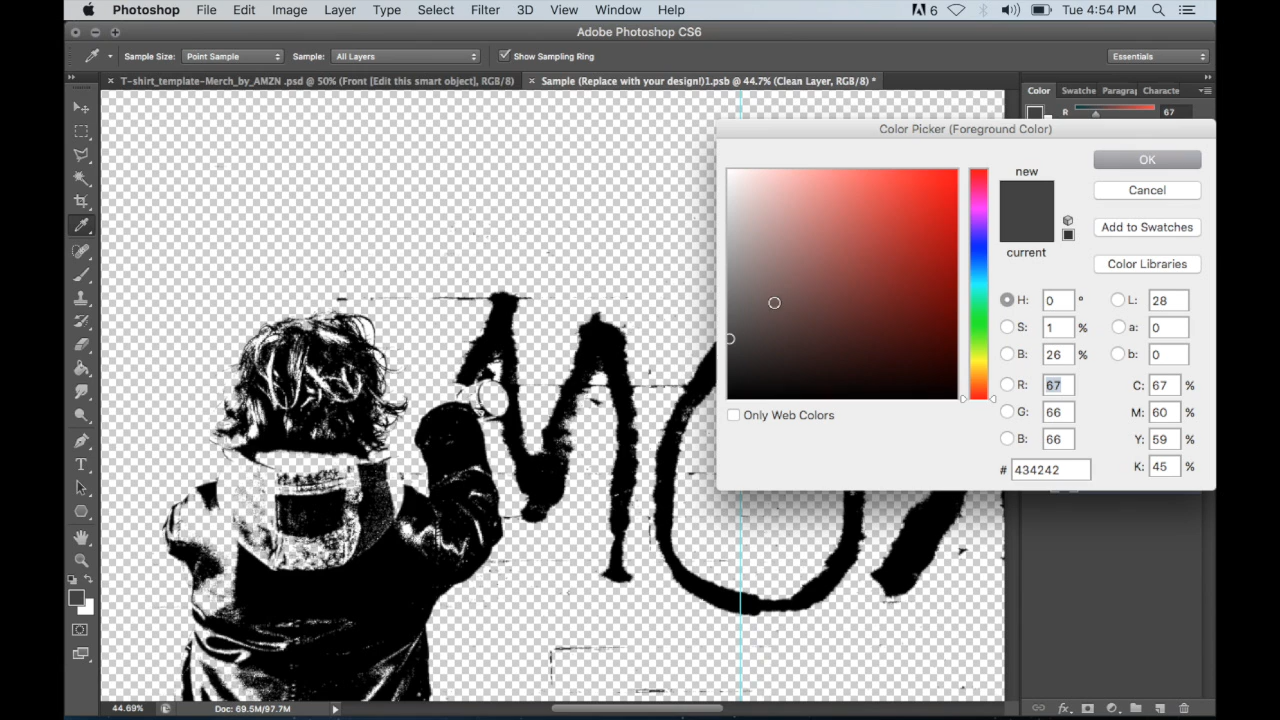 Photoshop File Edit Image Layer Type Select Filter 3D View Window Help 6 Tue 4:54 PM
Adobe Photoshop CS6
Sample Size: Point Sample Sample: All Layers Show Sampling Ring Essentials
T-shirt_template-Merch_by_AMZN .psd @ 50% (Front [Edit this smart object], RGB/8) Sample (Replace with your design!)1.psb @ 44.7% (Clean Layer, RGB/8) * Color Swatche Paragraj Characte
R 67
Color Picker (Foreground Color)
OK
new
Cancel
Add to Swatches
current
Color Libraries
H: 0 ° L: 28
S: 1 % a: 0
B: 26 % b: 0
R: 67 C: 67 %
G: 66 M: 60 %
Only Web Colors
B: 66 Y: 59 %
# 434242 K: 45 %
44.69% Doc: 69.5M/97.7M